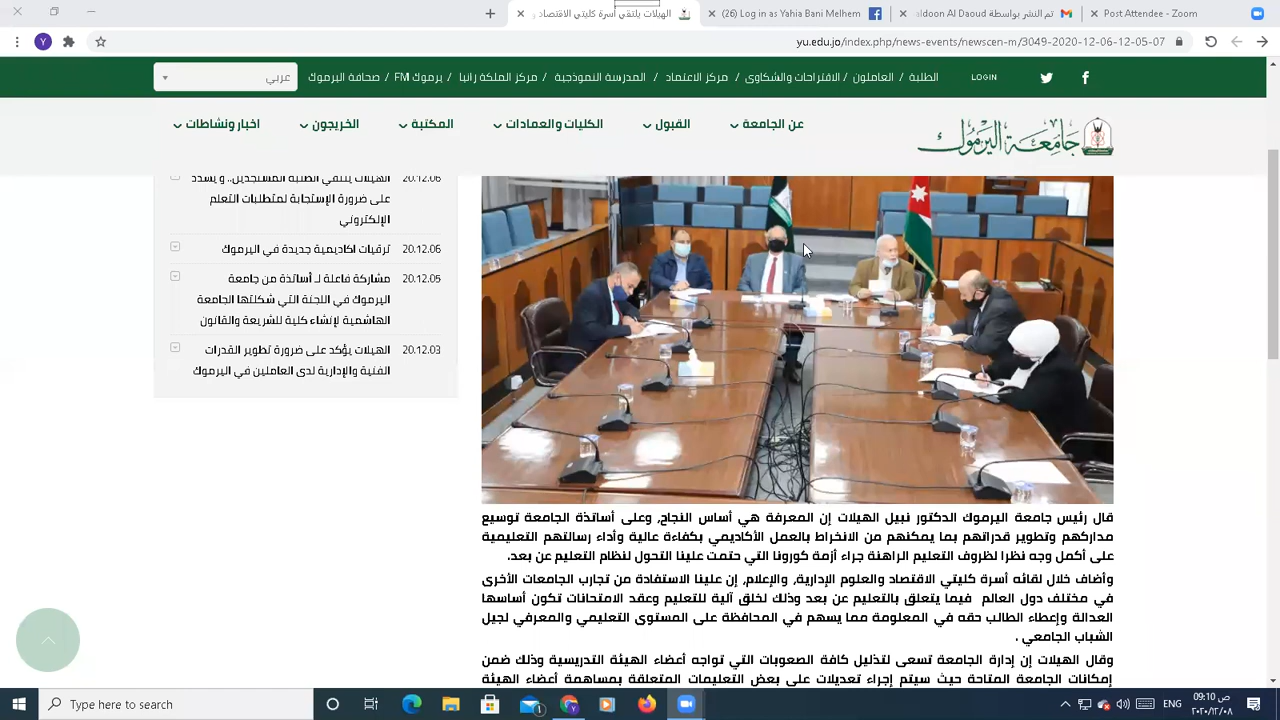 الهيلات يلتقي أسرة كليتي الاقتصاد و
(26) Log in as Yahia Bani Melhem
تم النشر بواسطة aldoon Al Daoud
Post Attendee - Zoom
Y
yu.edu.jo/index.php/news-events/newscen-m/3049-2020-12-06-12-05-07
عربي
الطلبة / العاملون / الاقتراحات والشكاوى / مركز الاعتماد / المدرسة النموذجية / مركز الملكة رانيا / يرموك FM / صحافة اليرموك
LOGIN
جامعة اليرموك
عن الجامعة
القبول
الكليات والعمادات
المكتبة
الخريجون
اخبار ونشاطات
20.12.06 الهيلات يلتقي الطلبة المستجدين.. و يشدد
على ضرورة الإستجابة لمتطلبات التعلم
الإلكتروني
20.12.06 ترقيات اكاديمية جديدة في اليرموك
20.12.05 مشاركة فاعلة لـ أساتذة من جامعة
اليرموك في اللجنة التي شكلتها الجامعة
الهاشمية لإنشاء كلية للشريعة والقانون
20.12.03 الهيلات يؤكد على ضرورة تطوير القدرات
الفنية والإدارية لدى العاملين في اليرموك
قال رئيس جامعة اليرموك الدكتور نبيل الهيلات إن المعرفة هي أساس النجاح، وعلى أساتذة الجامعة توسيع
مداركهم وتطوير قدراتهم بما يمكنهم من الانخراط بالعمل الأكاديمي بكفاءة عالية وأداء رسالتهم التعليمية
على أكمل وجه نظرا لظروف التعليم الراهنة جراء أزمة كورونا التي حتمت علينا التحول لنظام التعليم عن بعد.
وأضاف خلال لقائه أسرة كليتي الاقتصاد والعلوم الإدارية، والإعلام، إن علينا الاستفادة من تجارب الجامعات الأخرى
في مختلف دول العالم فيما يتعلق بالتعليم عن بعد وذلك لخلق آلية للتعليم وعقد الامتحانات تكون أساسها
العدالة وإعطاء الطالب حقه في المعلومة مما يسهم في المحافظة على المستوى التعليمي والمعرفي لجيل
الشباب الجامعي .
وقال الهيلات إن إدارة الجامعة تسعى لتذليل كافة الصعوبات التي تواجه أعضاء الهيئة التدريسية وذلك ضمن
إمكانات الجامعة المتاحة حيث سيتم إجراء تعديلات على بعض التعليمات المتعلقة بمساهمة أعضاء الهيئة
Type here to search
ENG
09:10 ص
٢٠٢٠/١٢/٠٨